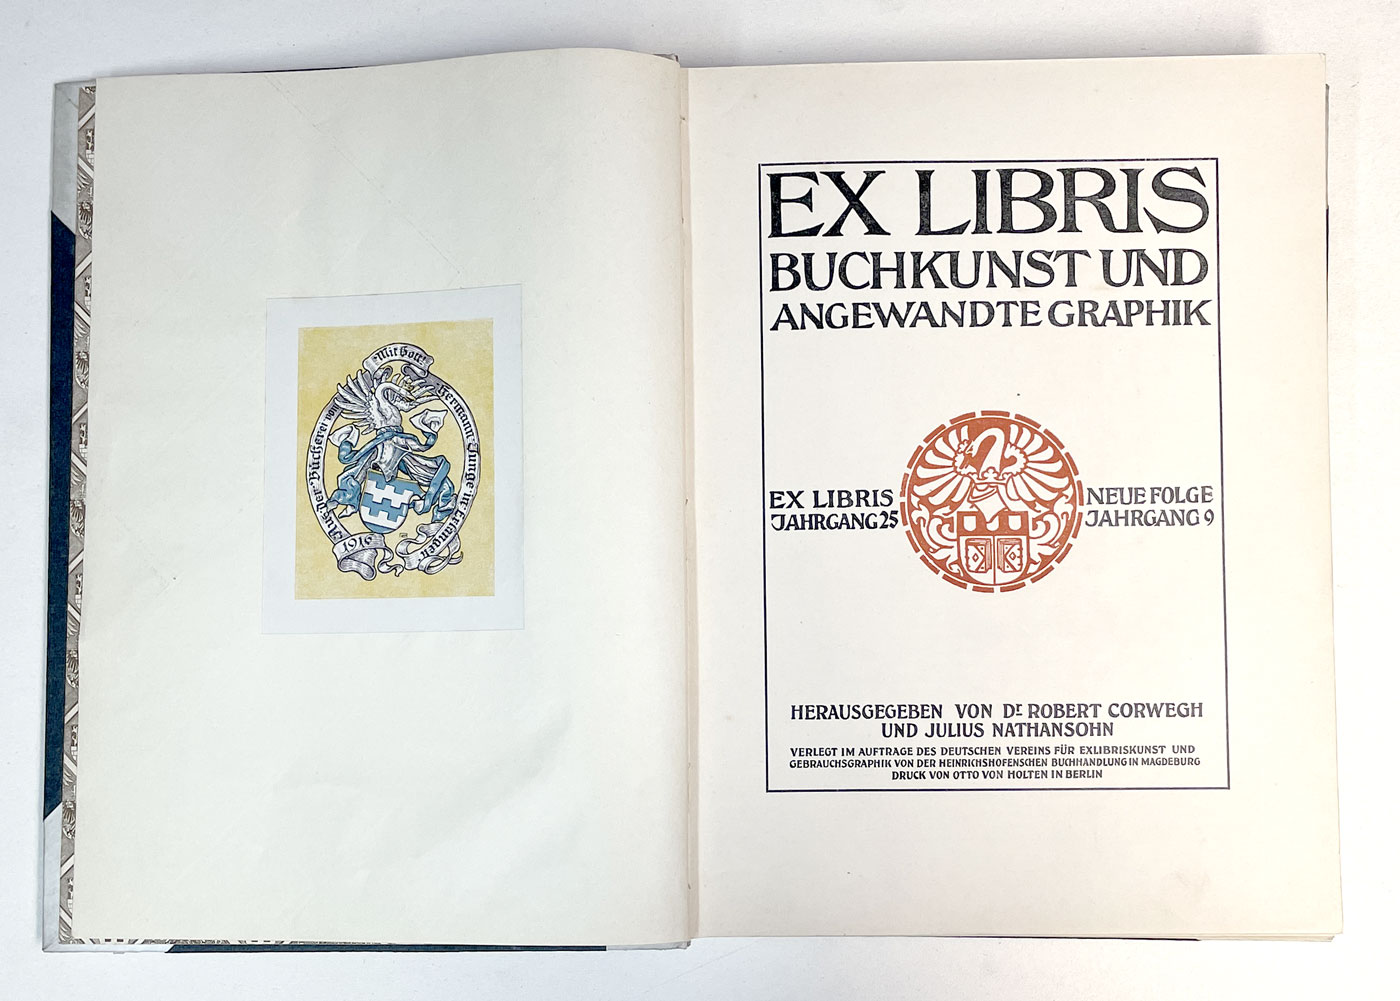 Mit Gott!
Aus der Bücherei von
Hermann Junge in Erlangen
1916
EX LIBRIS
BUCHKUNST UND
ANGEWANDTE GRAPHIK
EX LIBRIS
JAHRGANG 25
NEUE FOLGE
JAHRGANG 9
HERAUSGEGEBEN VON Dr ROBERT CORWEGH
UND JULIUS NATHANSOHN
VERLEGT IM AUFTRAGE DES DEUTSCHEN VEREINS FÜR EXLIBRISKUNST UND
GEBRAUCHSGRAPHIK VON DER HEINRICHSHOFENSCHEN BUCHHANDLUNG IN MAGDEBURG
DRUCK VON OTTO VON HOLTEN IN BERLIN